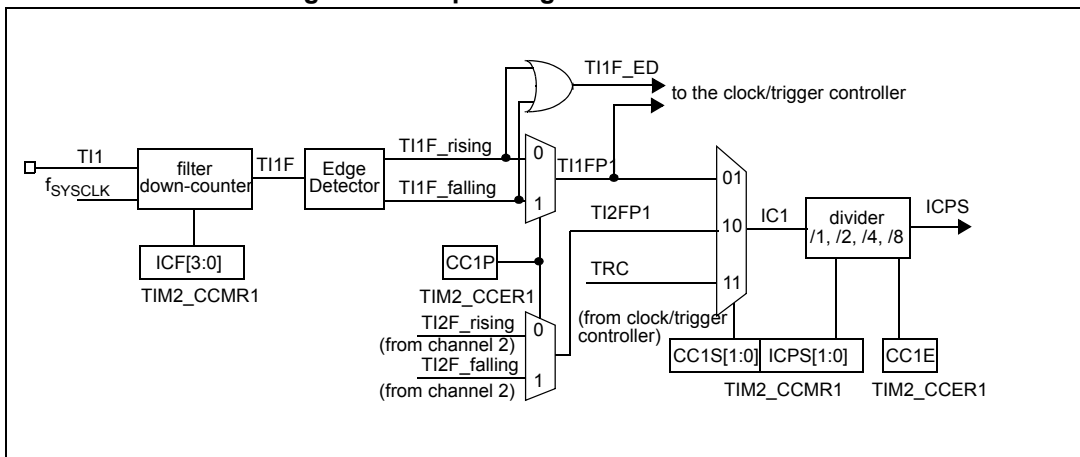 TI1F_ED
to the clock/trigger controller
TI1
f SYSCLK
filter
down-counter
TI1F
Edge
Detector
TI1F_rising
TI1F_falling
0
1
TI1FP1
01
10
11
TI2FP1
TRC
(from clock/trigger
controller)
IC1
divider
/1, /2, /4, /8
ICPS
ICF[3:0]
TIM2_CCMR1
CC1P
TIM2_CCER1
TI2F_rising
(from channel 2)
TI2F_falling
(from channel 2)
0
1
CC1S[1:0]
ICPS[1:0]
TIM2_CCMR1
CC1E
TIM2_CCER1